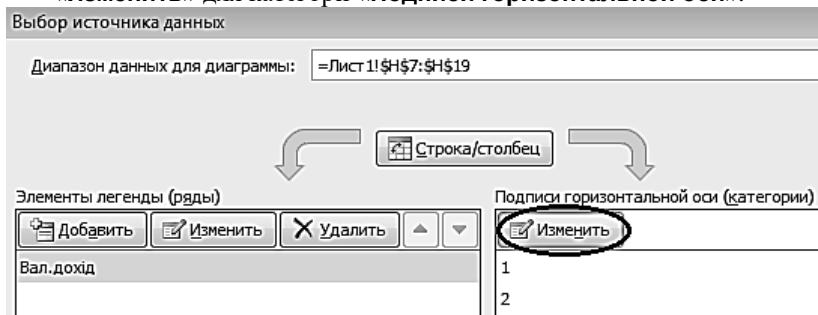 Выбор источника данных
Диапазон данных для диаграммы: =Лист1!$H$7:$H$19
Строка/столбец
Элементы легенды (ряды) Подписи горизонтальной оси (категории)
Добавить Изменить Удалить Изменить
Вал.дохід 1
2